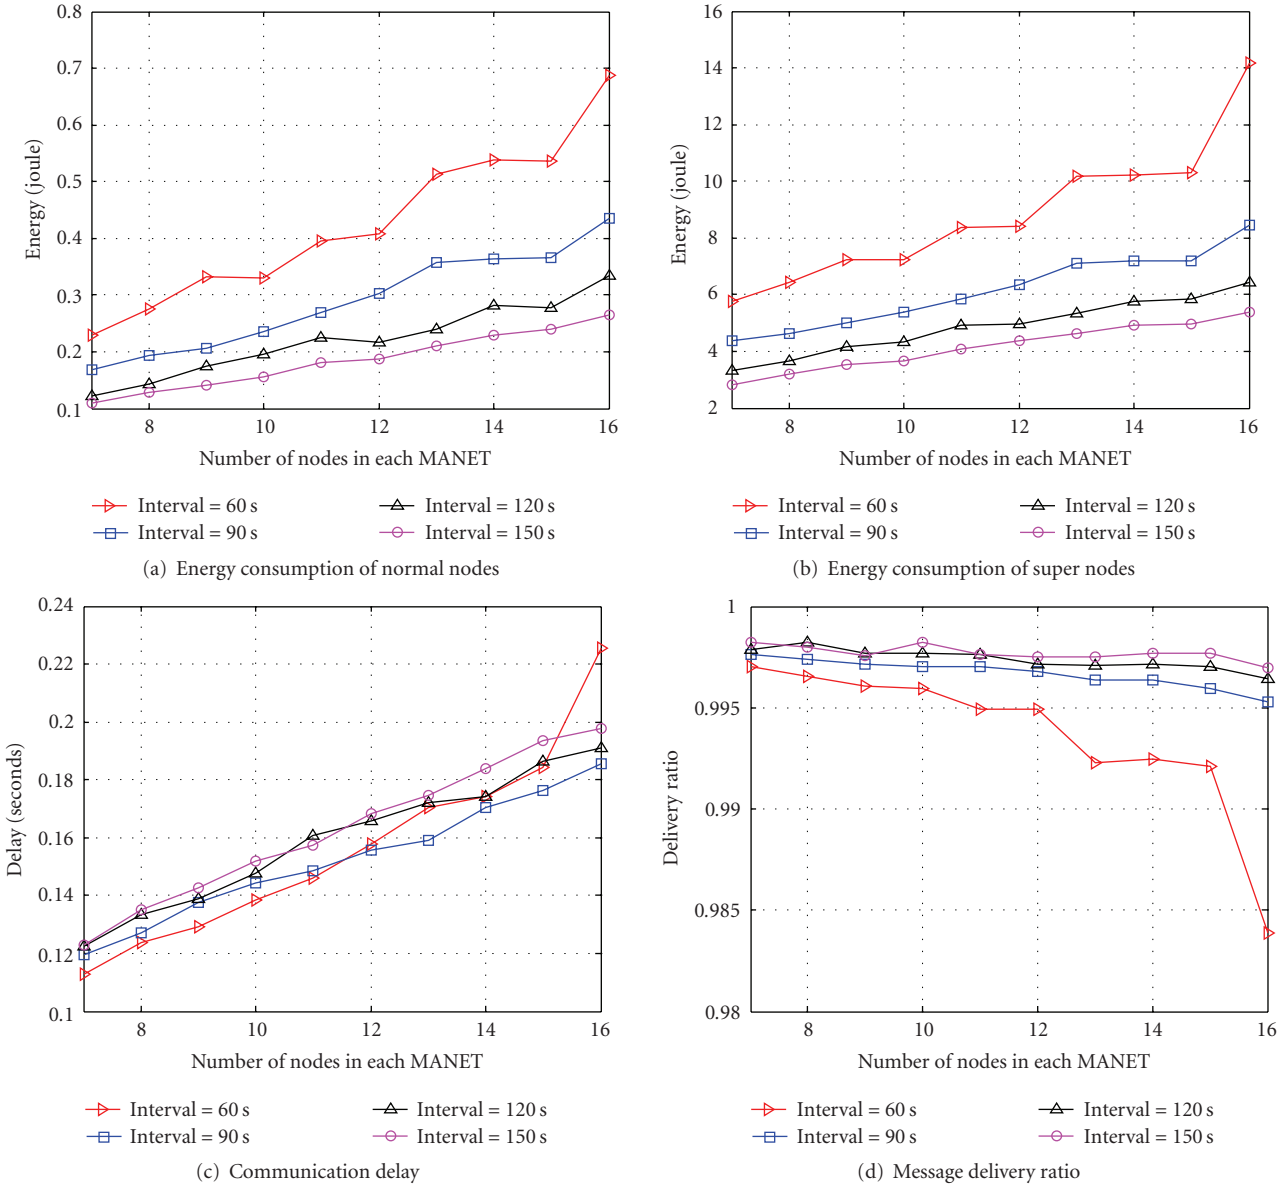 0.8
0.7
0.6
0.5
0.4
0.3
0.2
0.1
Energy (joule)
8 10 12 14 16
Number of nodes in each MANET
Interval = 60 s
Interval = 90 s
Interval = 120 s
Interval = 150 s
(a) Energy consumption of normal nodes
16
14
12
10
8
6
4
2
Energy (joule)
8 10 12 14 16
Number of nodes in each MANET
Interval = 60 s
Interval = 90 s
Interval = 120 s
Interval = 150 s
(b) Energy consumption of super nodes
0.24
0.22
0.2
0.18
0.16
0.14
0.12
0.1
Delay (seconds)
8 10 12 14 16
Number of nodes in each MANET
Interval = 60 s
Interval = 90 s
Interval = 120 s
Interval = 150 s
(c) Communication delay
1
0.995
0.99
0.985
0.98
Delivery ratio
8 10 12 14 16
Number of nodes in each MANET
Interval = 60 s
Interval = 90 s
Interval = 120 s
Interval = 150 s
(d) Message delivery ratio